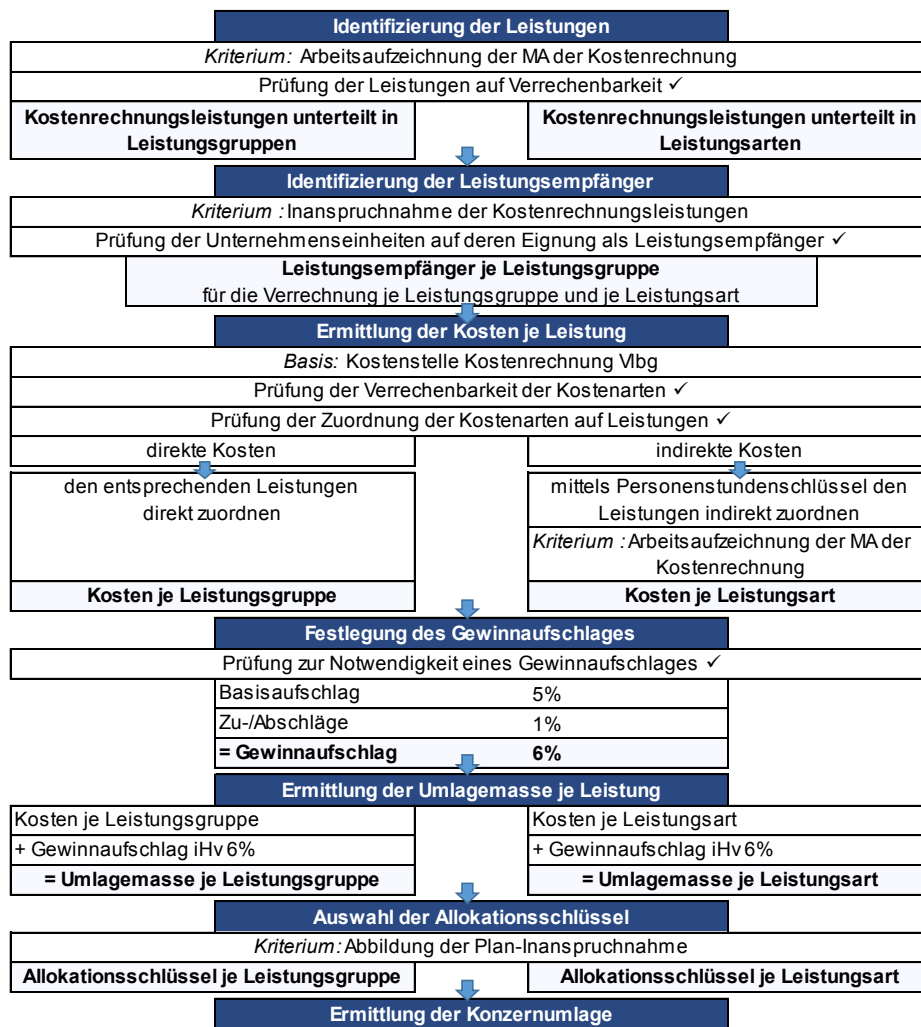 Identifizierung der Leistungen
Kriterium: Arbeitsaufzeichnung der MA der Kostenrechnung
Prüfung der Leistungen auf Verrechenbarkeit ✓
Kostenrechnungsleistungen unterteilt in
Leistungsgruppen
Kostenrechnungsleistungen unterteilt in
Leistungsarten
Identifizierung der Leistungsempfänger
Kriterium : Inanspruchnahme der Kostenrechnungsleistungen
Prüfung der Unternehmenseinheiten auf deren Eignung als Leistungsempfänger ✓
Leistungsempfänger je Leistungsgruppe
für die Verrechnung je Leistungsgruppe und je Leistungsart
Ermittlung der Kosten je Leistung
Basis: Kostenstelle Kostenrechnung Vlbg
Prüfung der Verrechenbarkeit der Kostenarten ✓
Prüfung der Zuordnung der Kostenarten auf Leistungen ✓
direkte Kosten
indirekte Kosten
den entsprechenden Leistungen
direkt zuordnen
mittels Personenstundenschlüssel den
Leistungen indirekt zuordnen
Kriterium : Arbeitsaufzeichnung der MA der
Kostenrechnung
Kosten je Leistungsgruppe
Kosten je Leistungsart
Festlegung des Gewinnaufschlages
Prüfung zur Notwendigkeit eines Gewinnaufschlages ✓
Basisaufschlag 5%
Zu-/Abschläge 1%
= Gewinnaufschlag 6%
Ermittlung der Umlagemasse je Leistung
Kosten je Leistungsgruppe
+ Gewinnaufschlag iHv 6%
= Umlagemasse je Leistungsgruppe
Kosten je Leistungsart
+ Gewinnaufschlag iHv 6%
= Umlagemasse je Leistungsart
Auswahl der Allokationsschlüssel
Kriterium: Abbildung der Plan-Inanspruchnahme
Allokationsschlüssel je Leistungsgruppe
Allokationsschlüssel je Leistungsart
Ermittlung der Konzernumlage